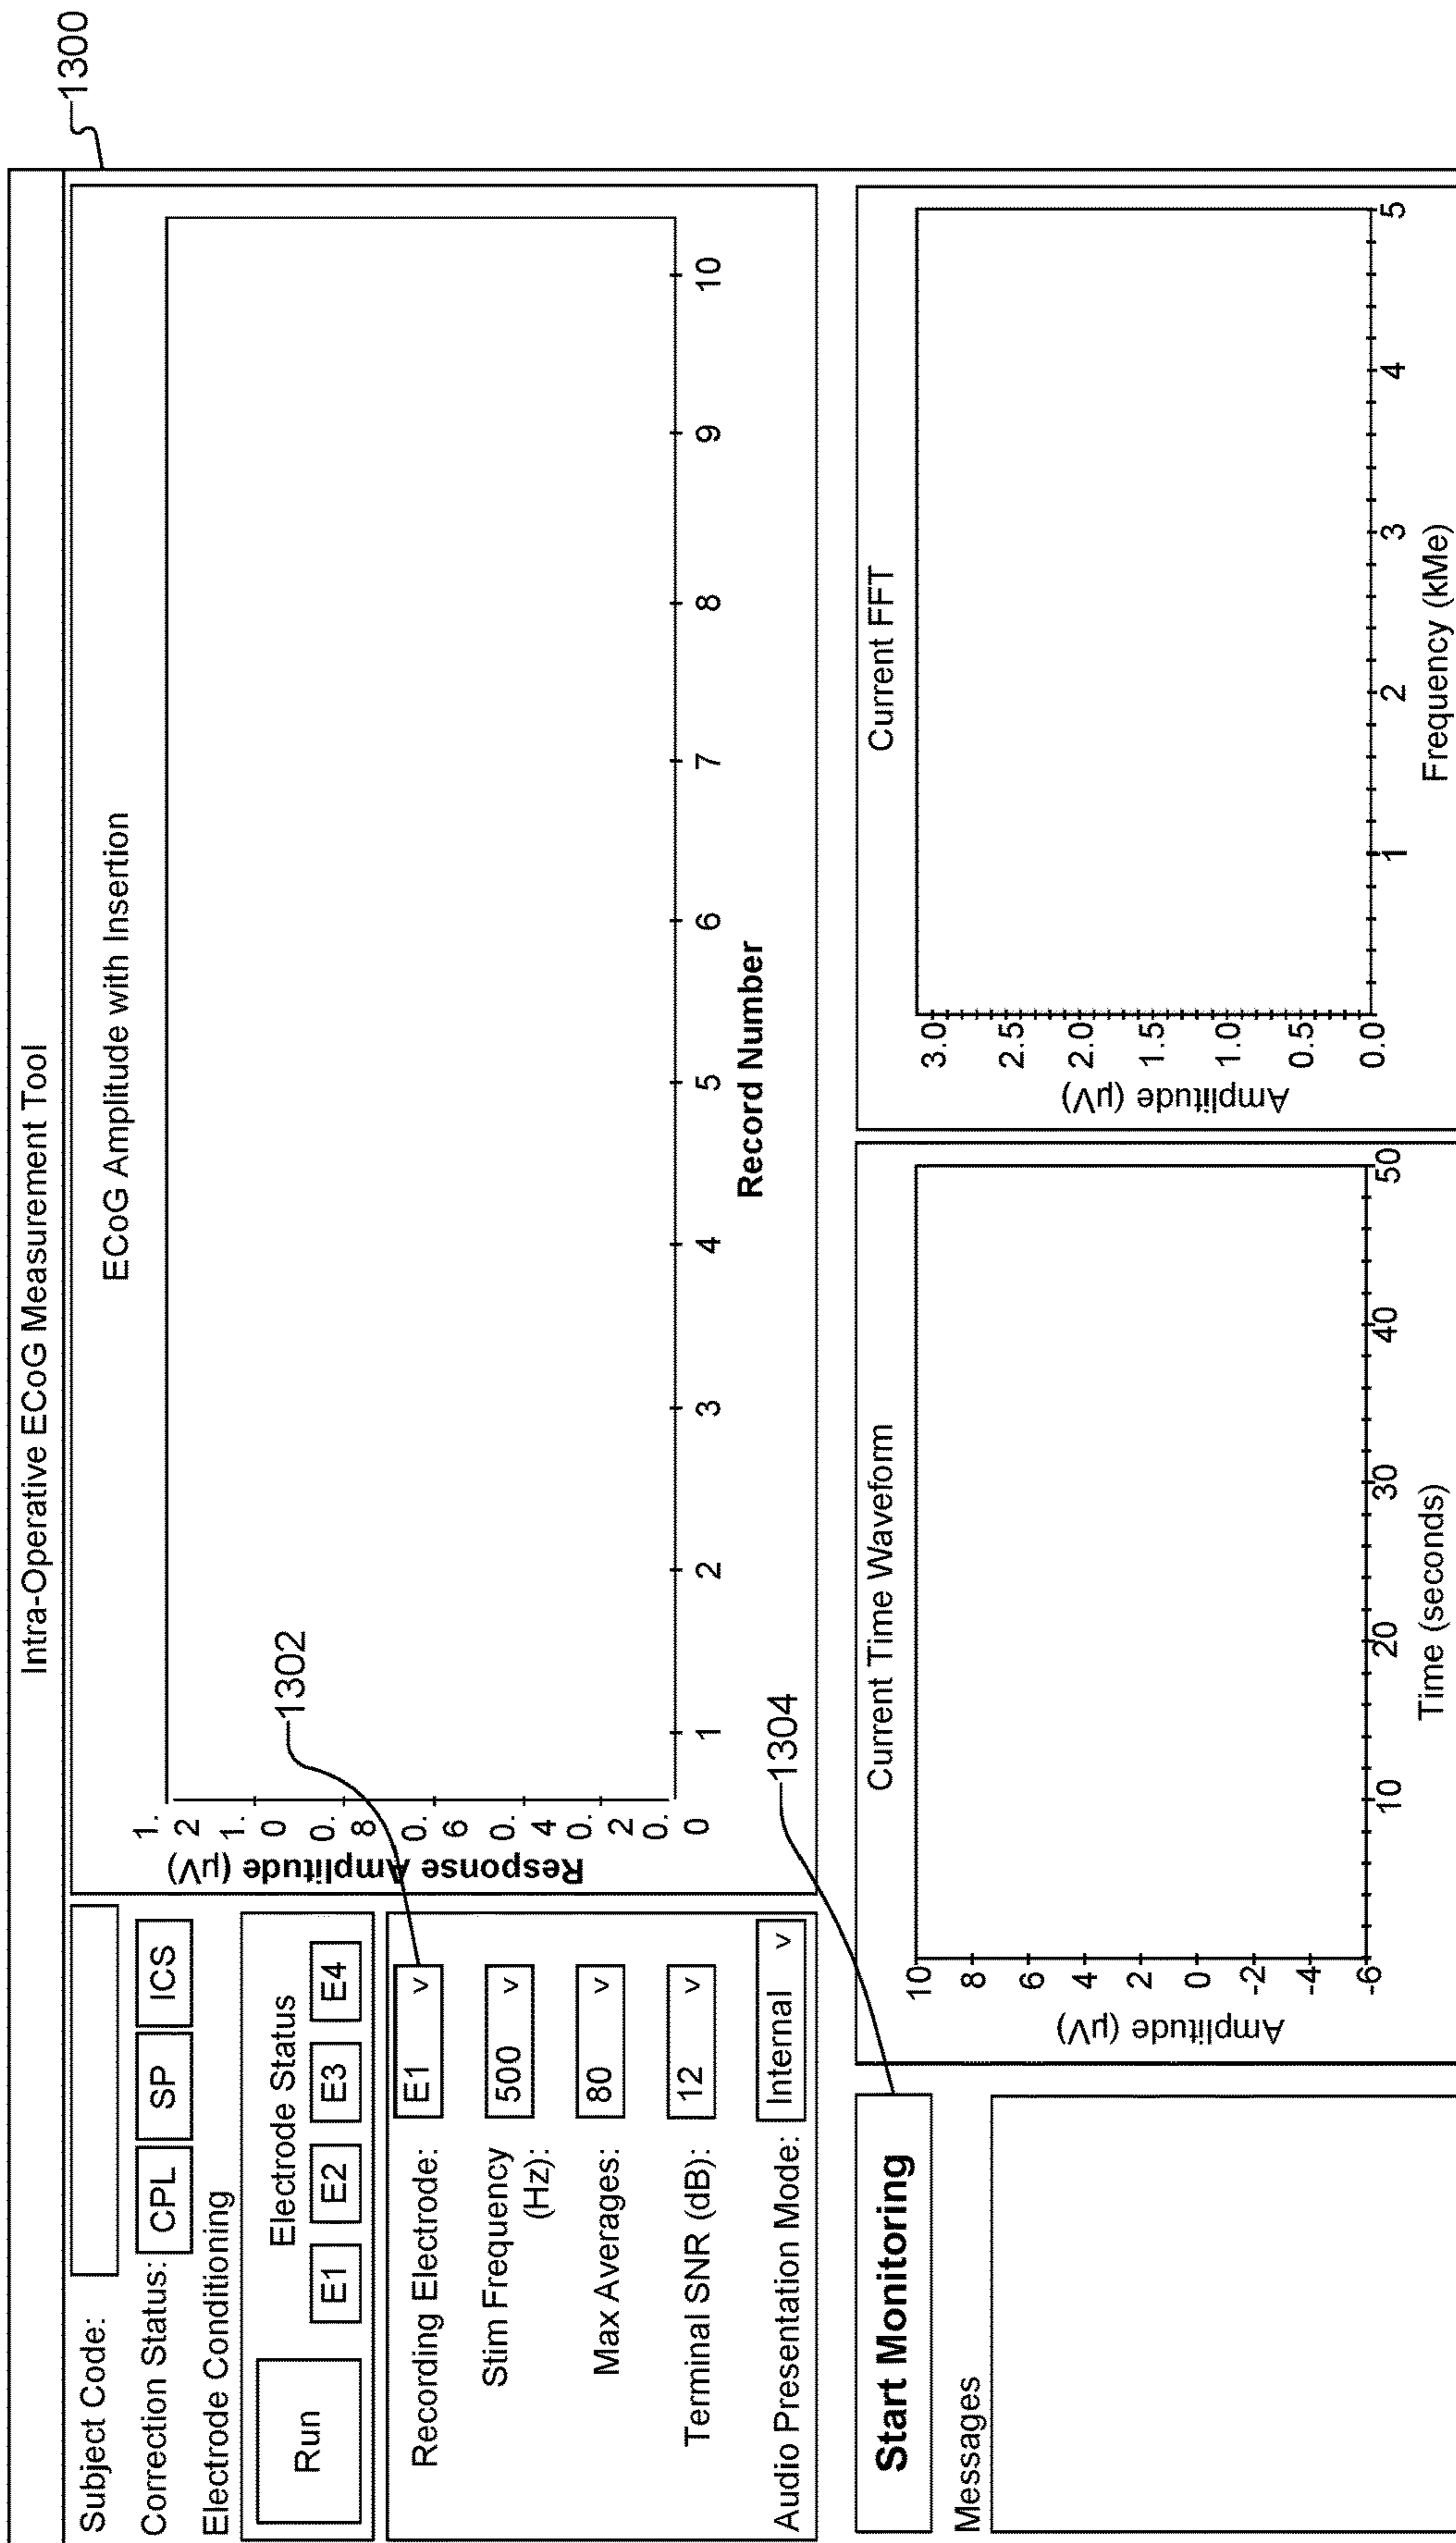 1300
Intra-Operative ECoG Measurement Tool
Subject Code:
Correction Status: CPL SP ICS
Electrode Conditioning
Run
Electrode Status
E1 E2 E3 E4
Recording Electrode: E1 v
Stim Frequency
(Hz): 500 v
Max Averages: 80 v
Terminal SNR (dB): 12 v
Audio Presentation Mode: Internal v
1302
1304
ECoG Amplitude with Insertion
Response Amplitude (µV)
1.
2
1.
0
0.
8
0.
6
0.
4
0.
2
0.
0
1 2 3 4 5 6 7 8 9 10
Record Number
Start Monitoring
Messages
Current Time Waveform
Amplitude (µV)
10
8
6
4
2
0
-2
-4
-6
10 20 30 40 50
Time (seconds)
Current FFT
Amplitude (µV)
3.0
2.5
2.0
1.5
1.0
0.5
0.0
1 2 3 4 5
Frequency (kMe)